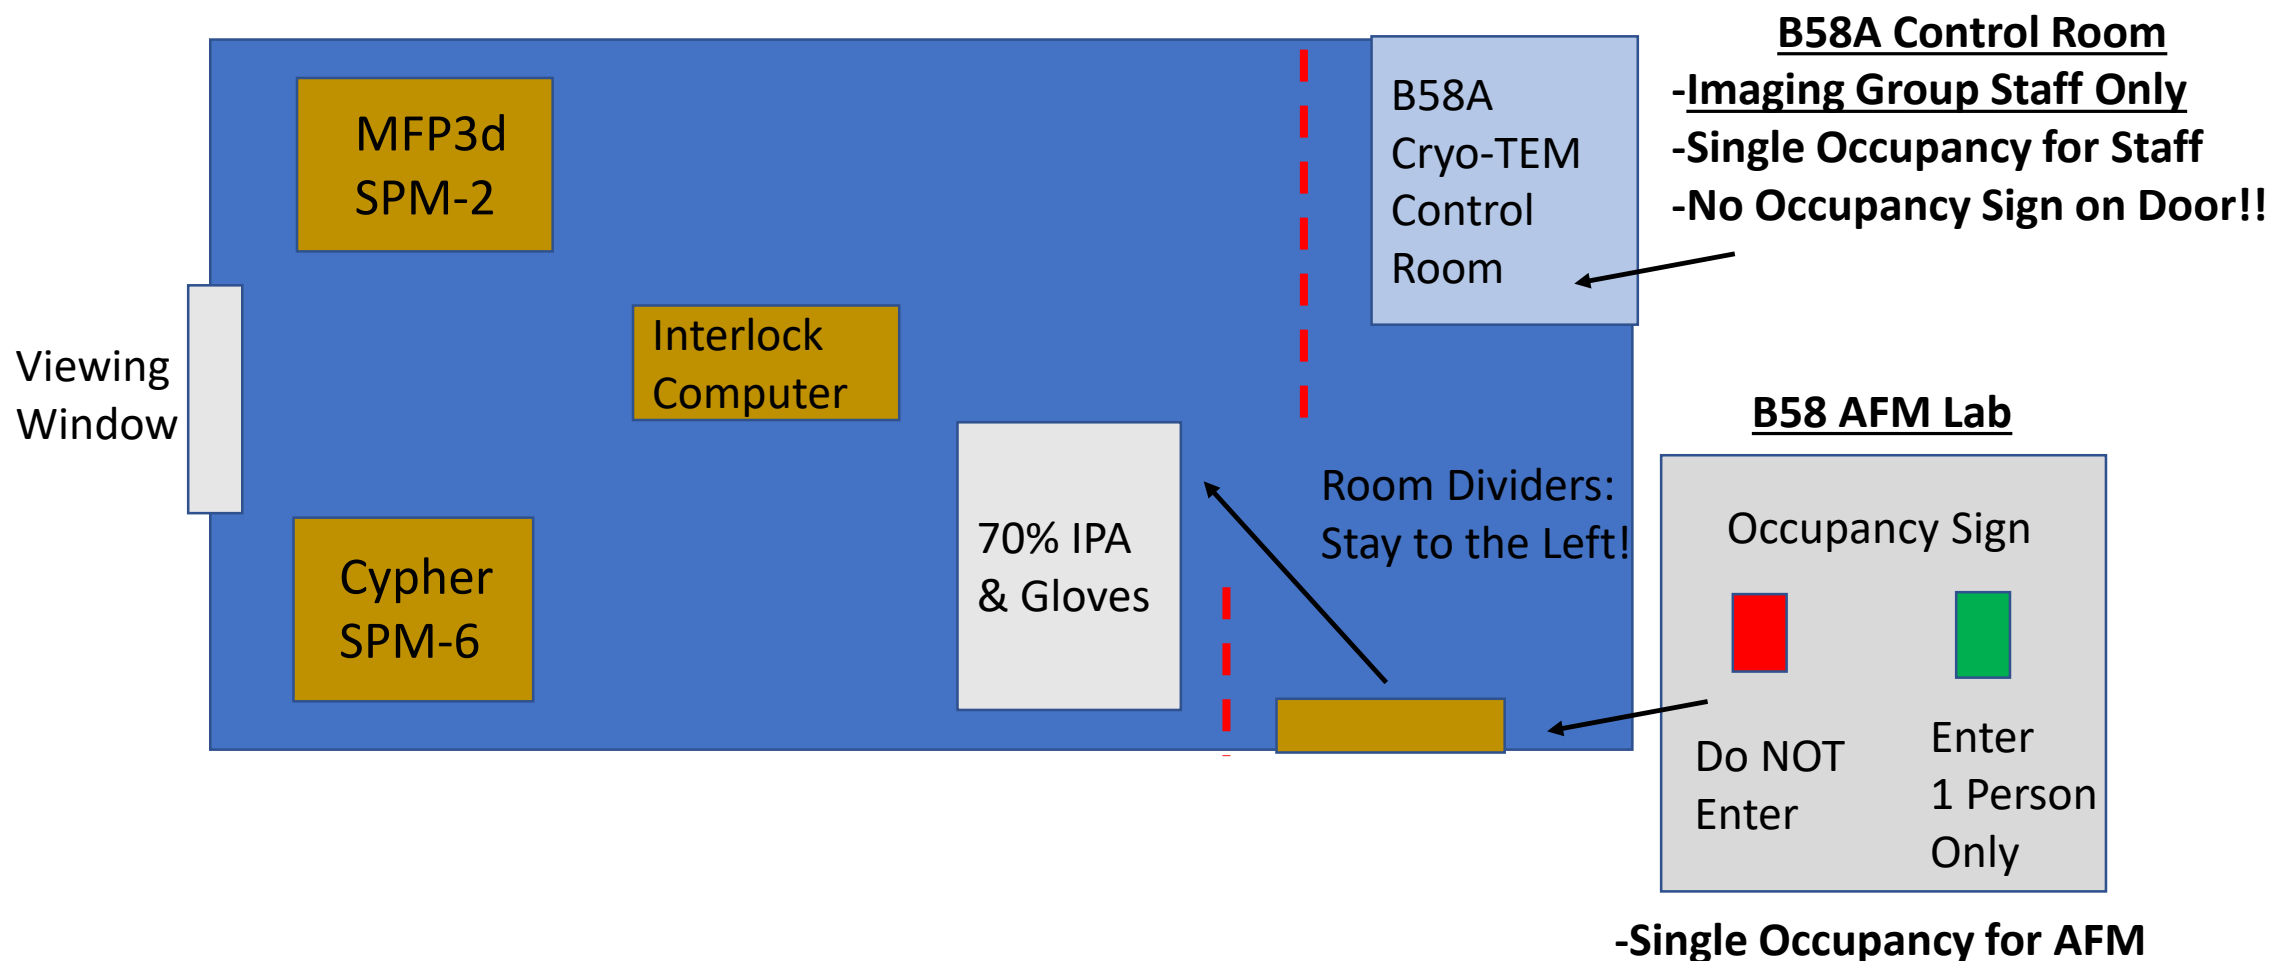 B58A Control Room
-Imaging Group Staff Only
-Single Occupancy for Staff
-No Occupancy Sign on Door!!
MFP3d
SPM-2
B58A
Cryo-TEM
Control
Room
Interlock
Computer
Viewing
Window
B58 AFM Lab
Room Dividers:
Stay to the Left!
70% IPA
& Gloves
Cypher
SPM-6
Occupancy Sign
Do NOT
Enter
Enter
1 Person
Only
-Single Occupancy for AFM